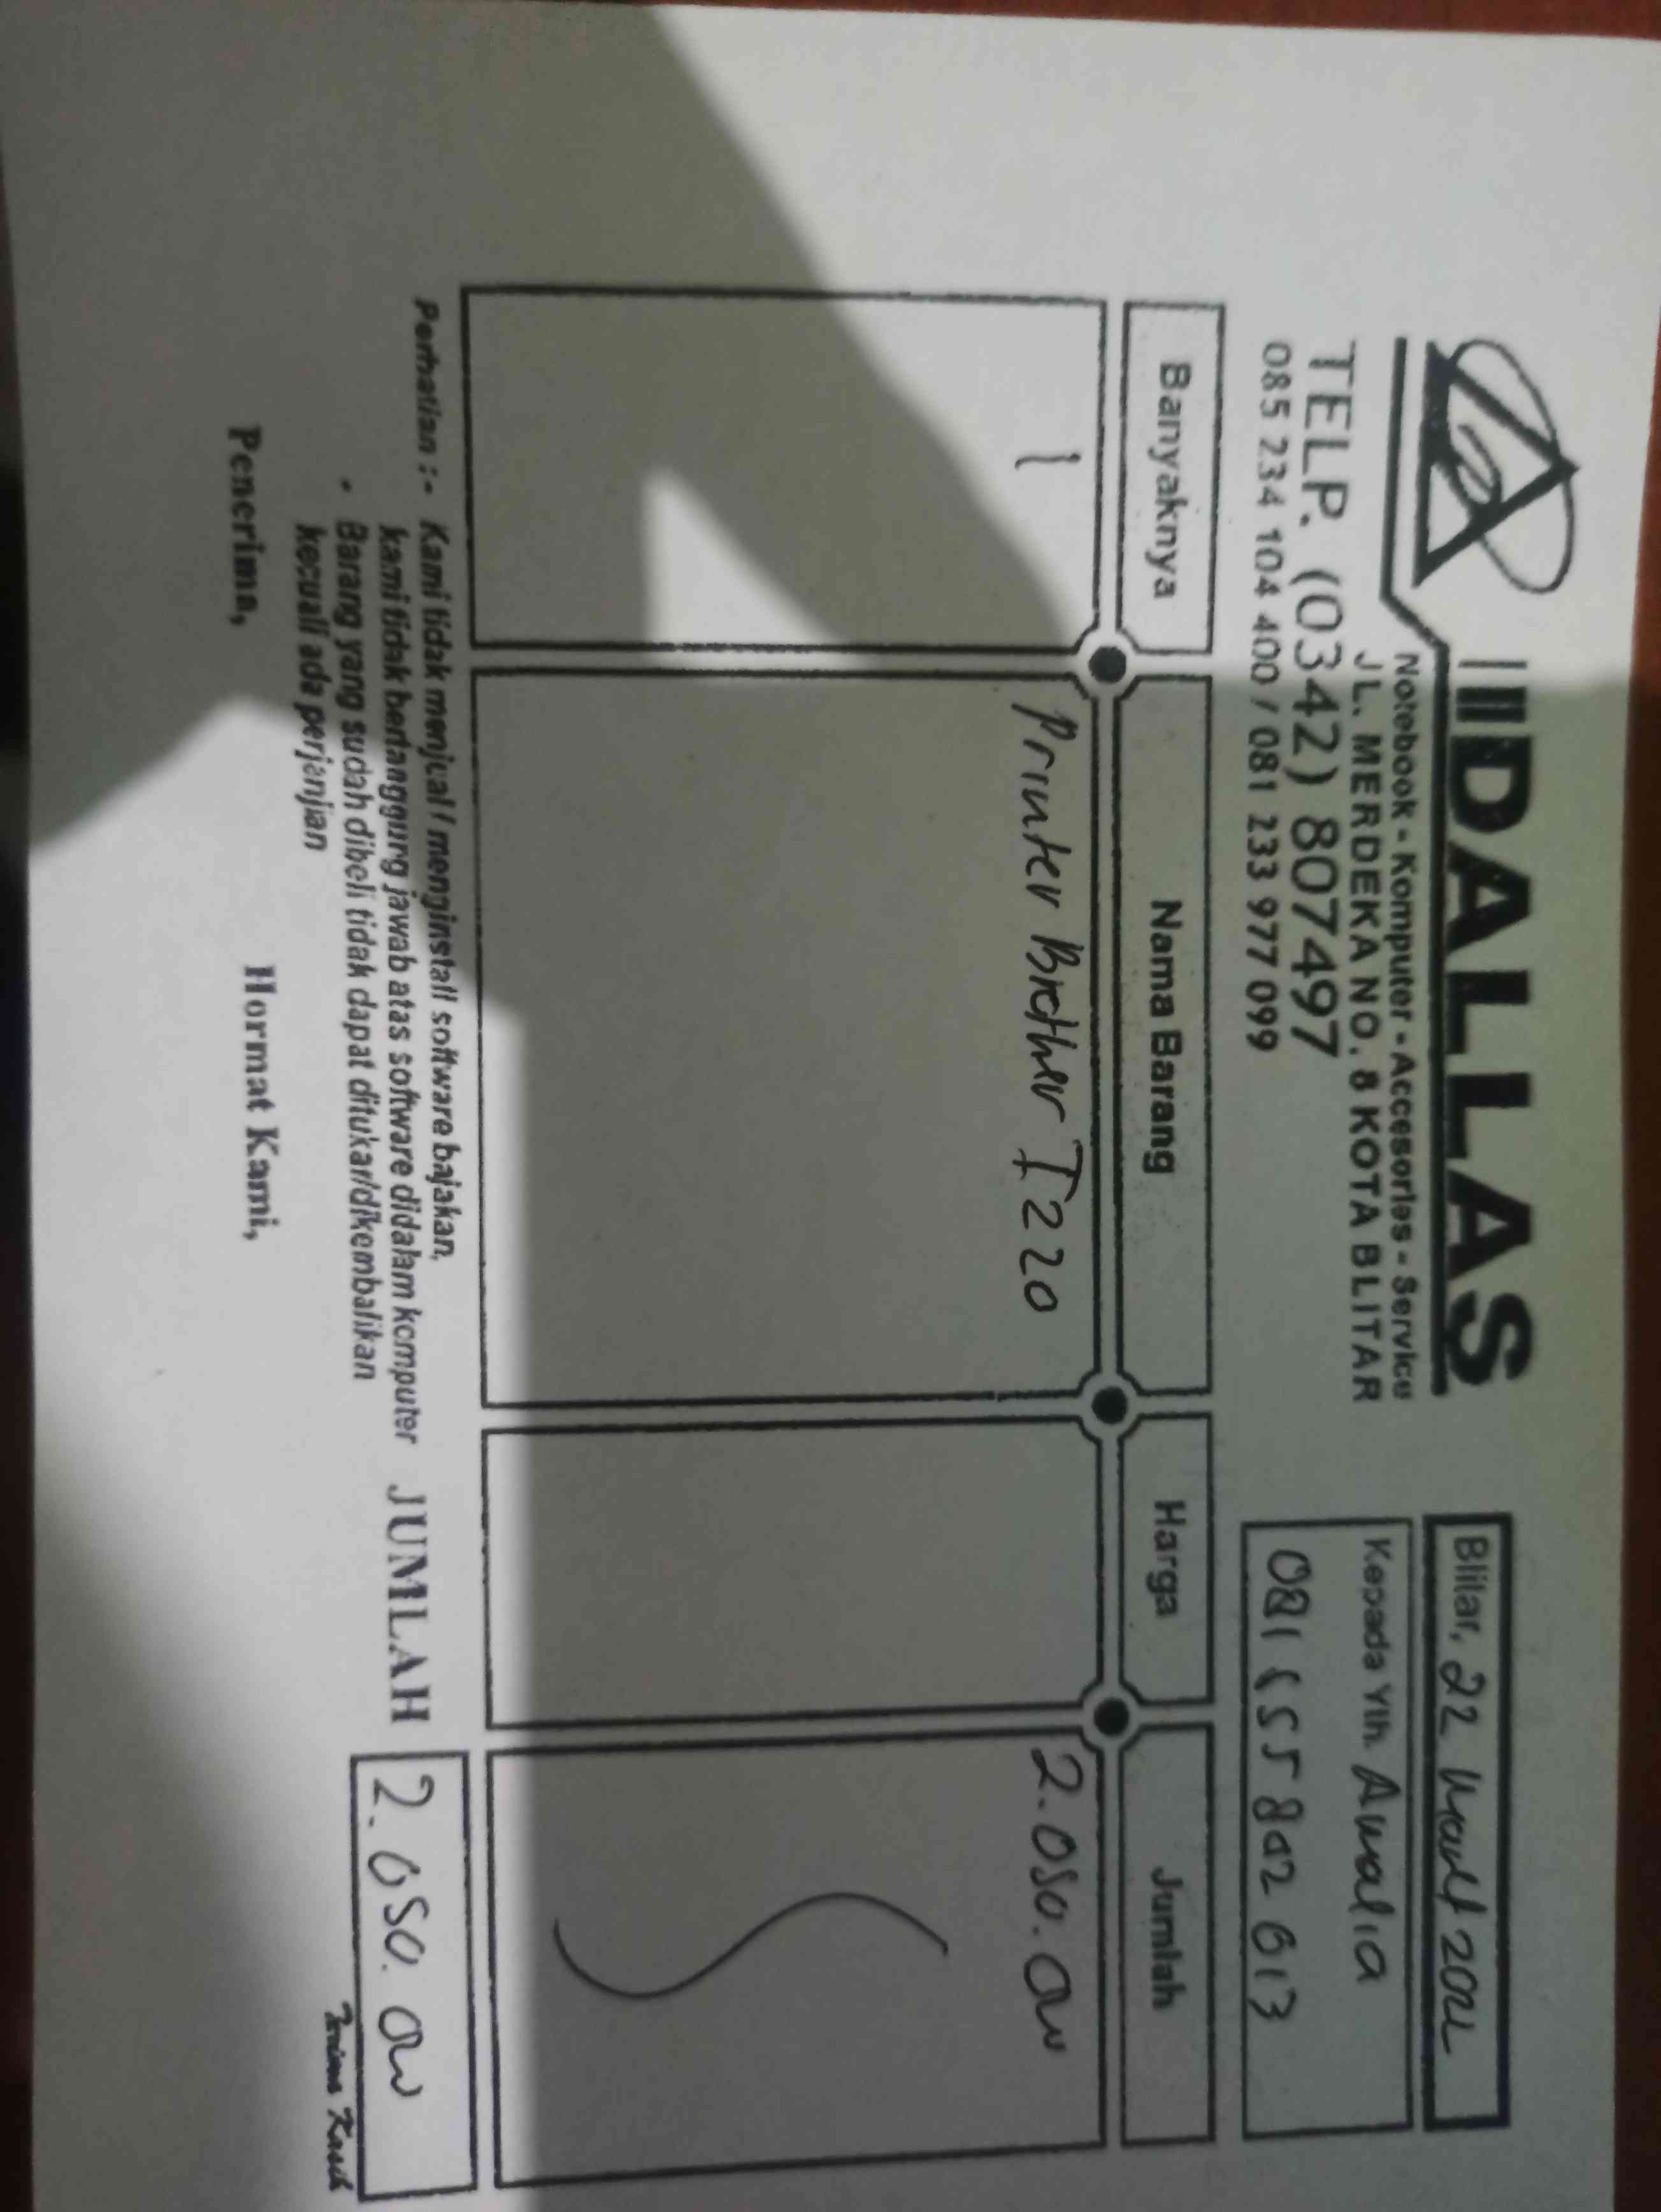 DALLAS
Notebook - Komputer - Accesories - Service
JL. MERDEKA NO. 8 KOTA BLITAR
TELP. (0342) 807497
085 234 104 400 / 081 233 977 099
Blitar, 22 Maret 2022
Kepada Yth. Amalia
081 555 842 613
Banyaknya Nama Barang Harga Jumlah
1 Printer Brother T220 2.050.000
Perhatian :- Kami tidak menjual / menginstall software bajakan,
kami tidak bertanggung jawab atas software didalam komputer
- Barang yang sudah dibeli tidak dapat ditukar/dikembalikan
kecuali ada perjanjian
JUMLAH 2.050.000
Terima Kasih
Penerima, Hormat Kami,